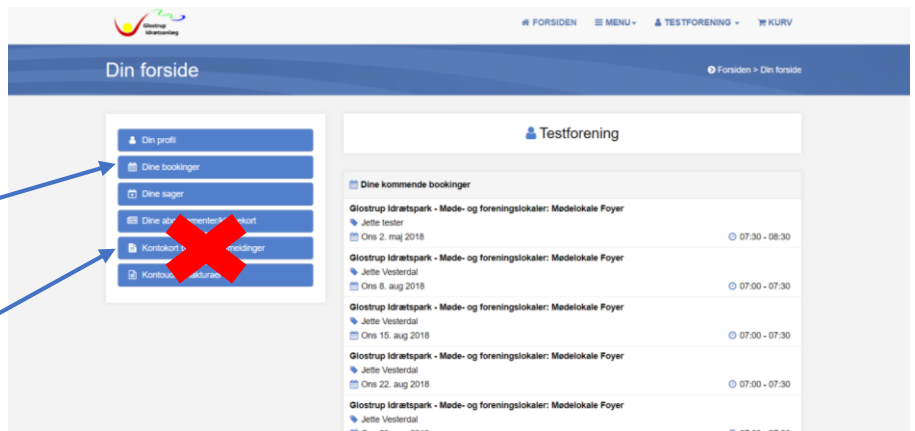 Glostrup
Idrætsanlæg
FORSIDEN MENU TESTFORENING KURV
Din forside
Forsiden > Din forside
Din profil
Dine bookinger
Dine sager
Dine
Kontokort
Testforening
Dine kommende bookinger
Glostrup Idrætspark - Møde- og foreningslokaler: Mødelokale Foyer
Jette tester
Ons 2. maj 2018 07:30 - 08:30
Glostrup Idrætspark - Møde- og foreningslokaler: Mødelokale Foyer
Jette Vesterdal
Ons 8. aug 2018 07:00 - 07:30
Glostrup Idrætspark - Møde- og foreningslokaler: Mødelokale Foyer
Jette Vesterdal
Ons 15. aug 2018 07:00 - 07:30
Glostrup Idrætspark - Møde- og foreningslokaler: Mødelokale Foyer
Jette Vesterdal
Ons 22. aug 2018 07:00 - 07:30
Glostrup Idrætspark - Møde- og foreningslokaler: Mødelokale Foyer
Jette Vesterdal